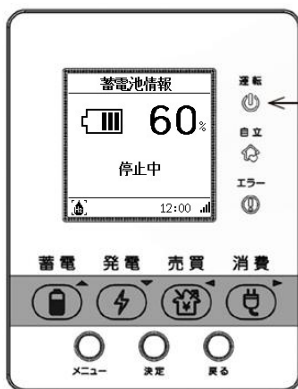 蓄電池情報
60%
停止中
12:00
運転
自立
エラー
蓄電 発電 売買 消費
メニュー 決定 戻る